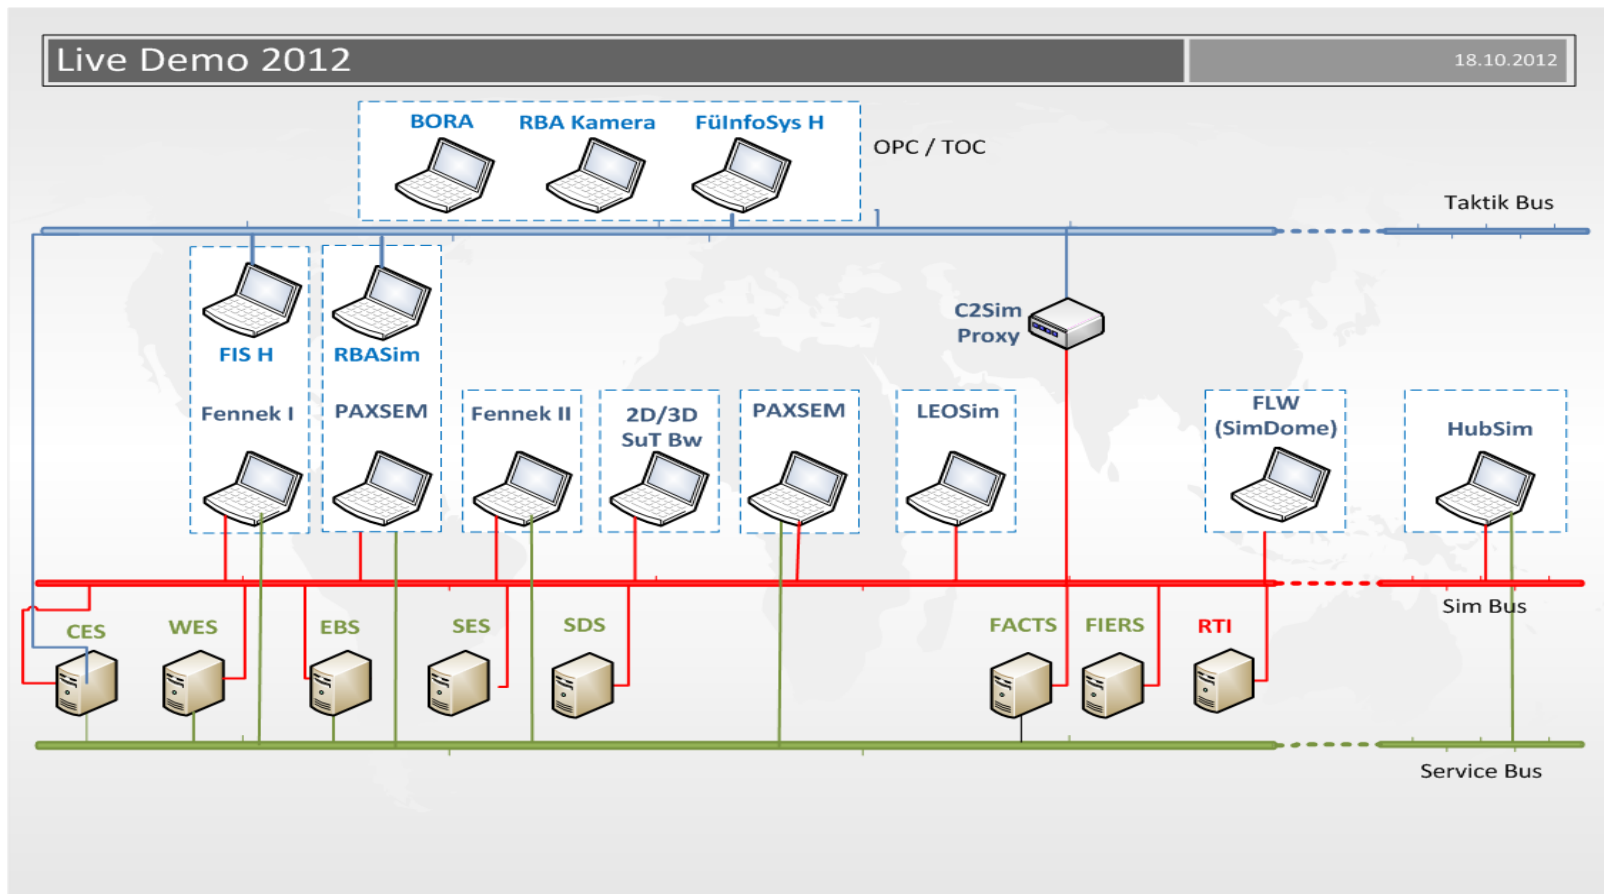 Live Demo 2012
18.10.2012
BORA
RBA Kamera
FüInfoSys H
OPC / TOC
Taktik Bus
C2Sim
Proxy
FIS H
RBASim
Fennek I
PAXSEM
Fennek II
2D/3D
SuT Bw
PAXSEM
LEOSim
FLW
(SimDome)
HubSim
Sim Bus
CES
WES
EBS
SES
SDS
FACTS
FIERS
RTI
Service Bus